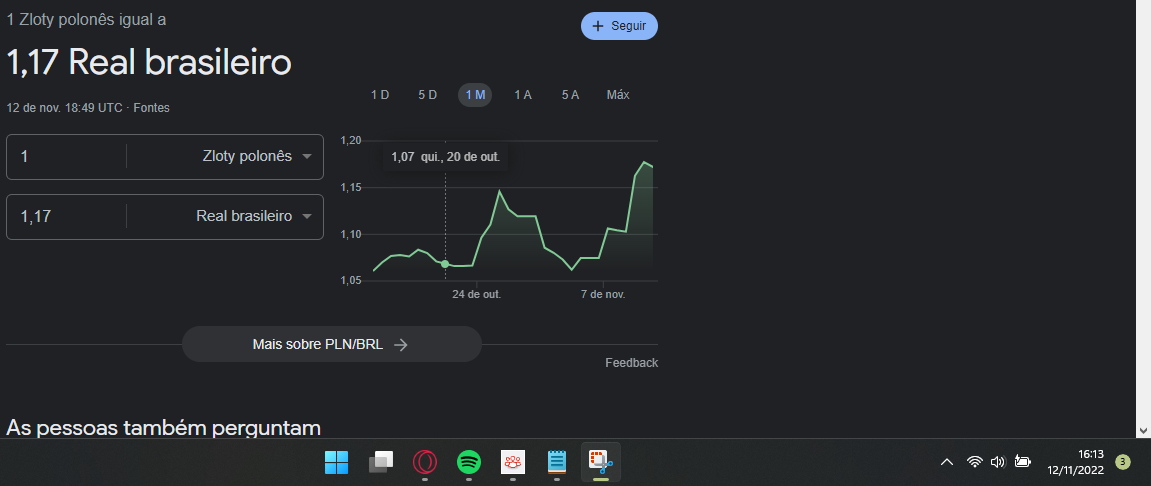 1 Zloty polonês igual a
+ Seguir
1,17 Real brasileiro
12 de nov. 18:49 UTC · Fontes
1 D 5 D 1 M 1 A 5 A Máx
1 Zloty polonês
1,17 Real brasileiro
1,20
1,15
1,10
1,05
1,07 qui., 20 de out.
24 de out. 7 de nov.
Mais sobre PLN/BRL →
Feedback
As pessoas também perguntam
16:13
12/11/2022
3